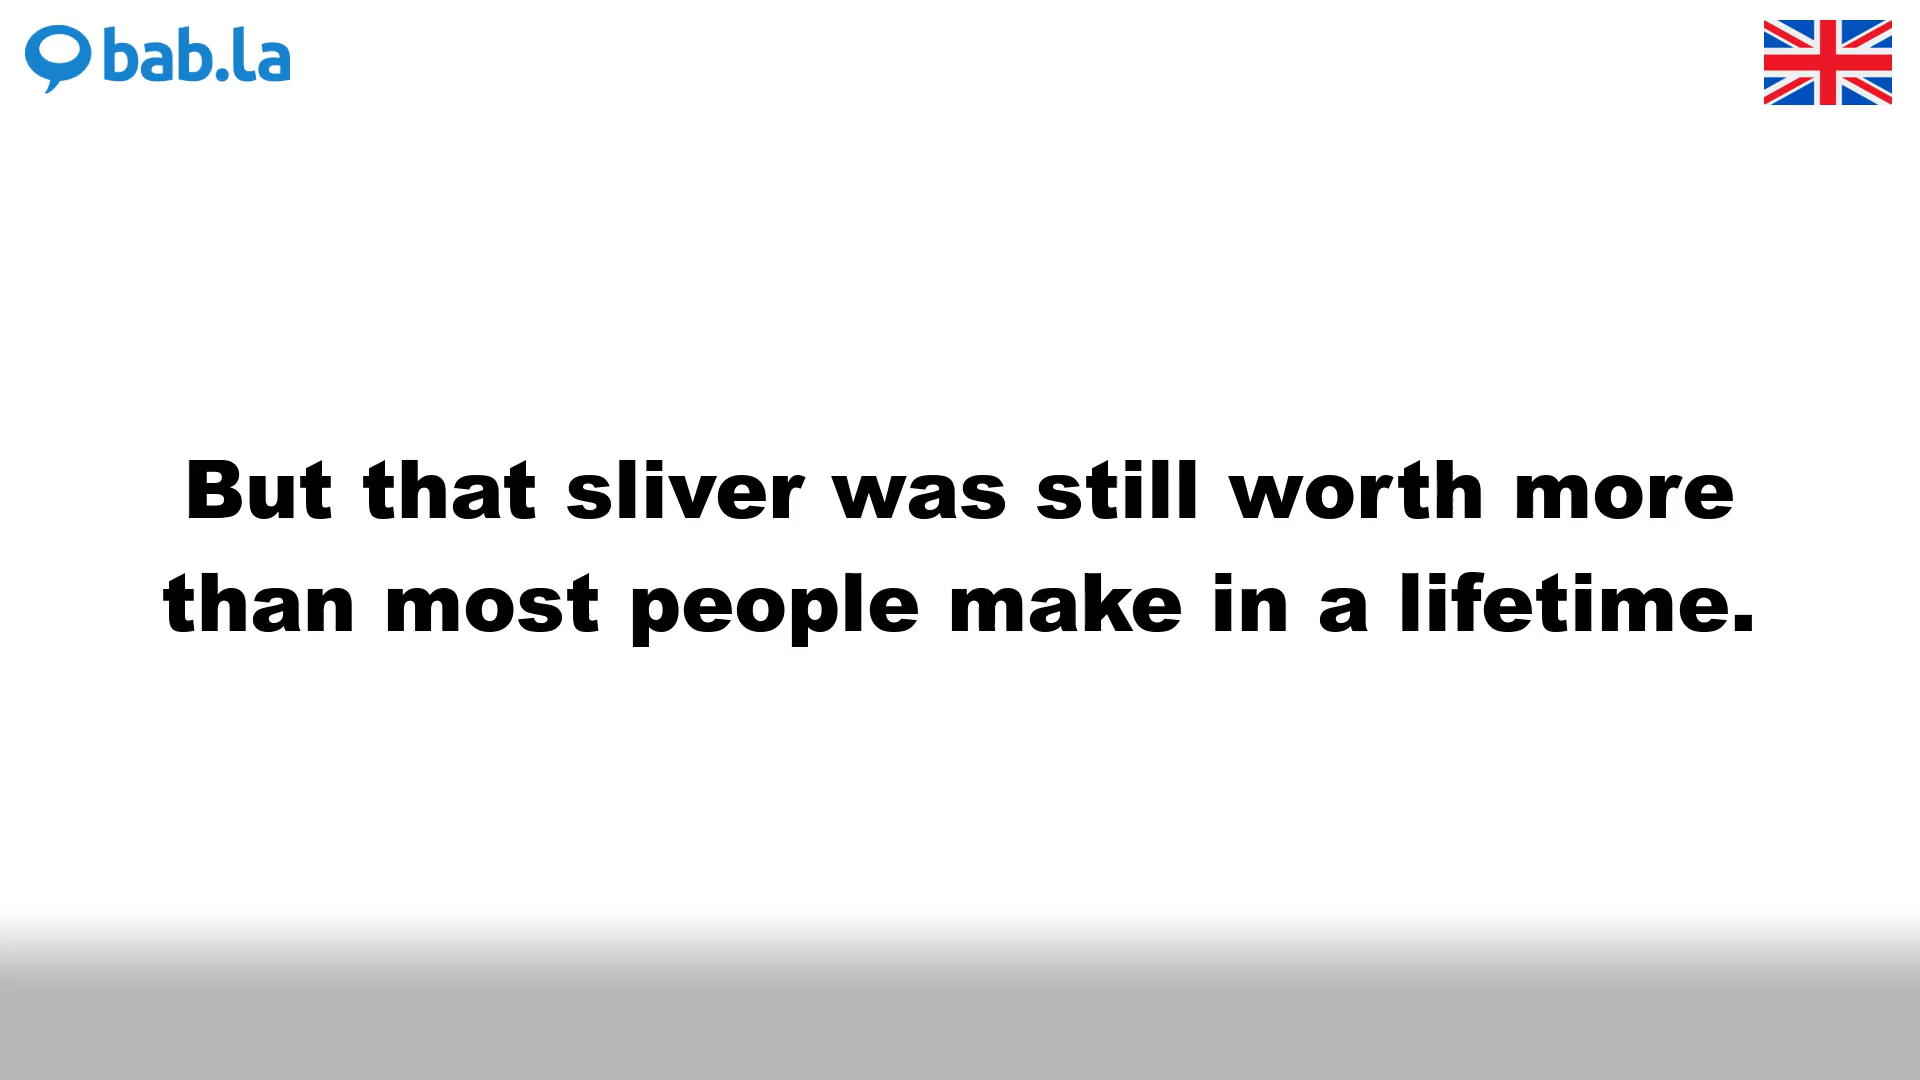 bab.la
But that sliver was still worth more
than most people make in a lifetime.